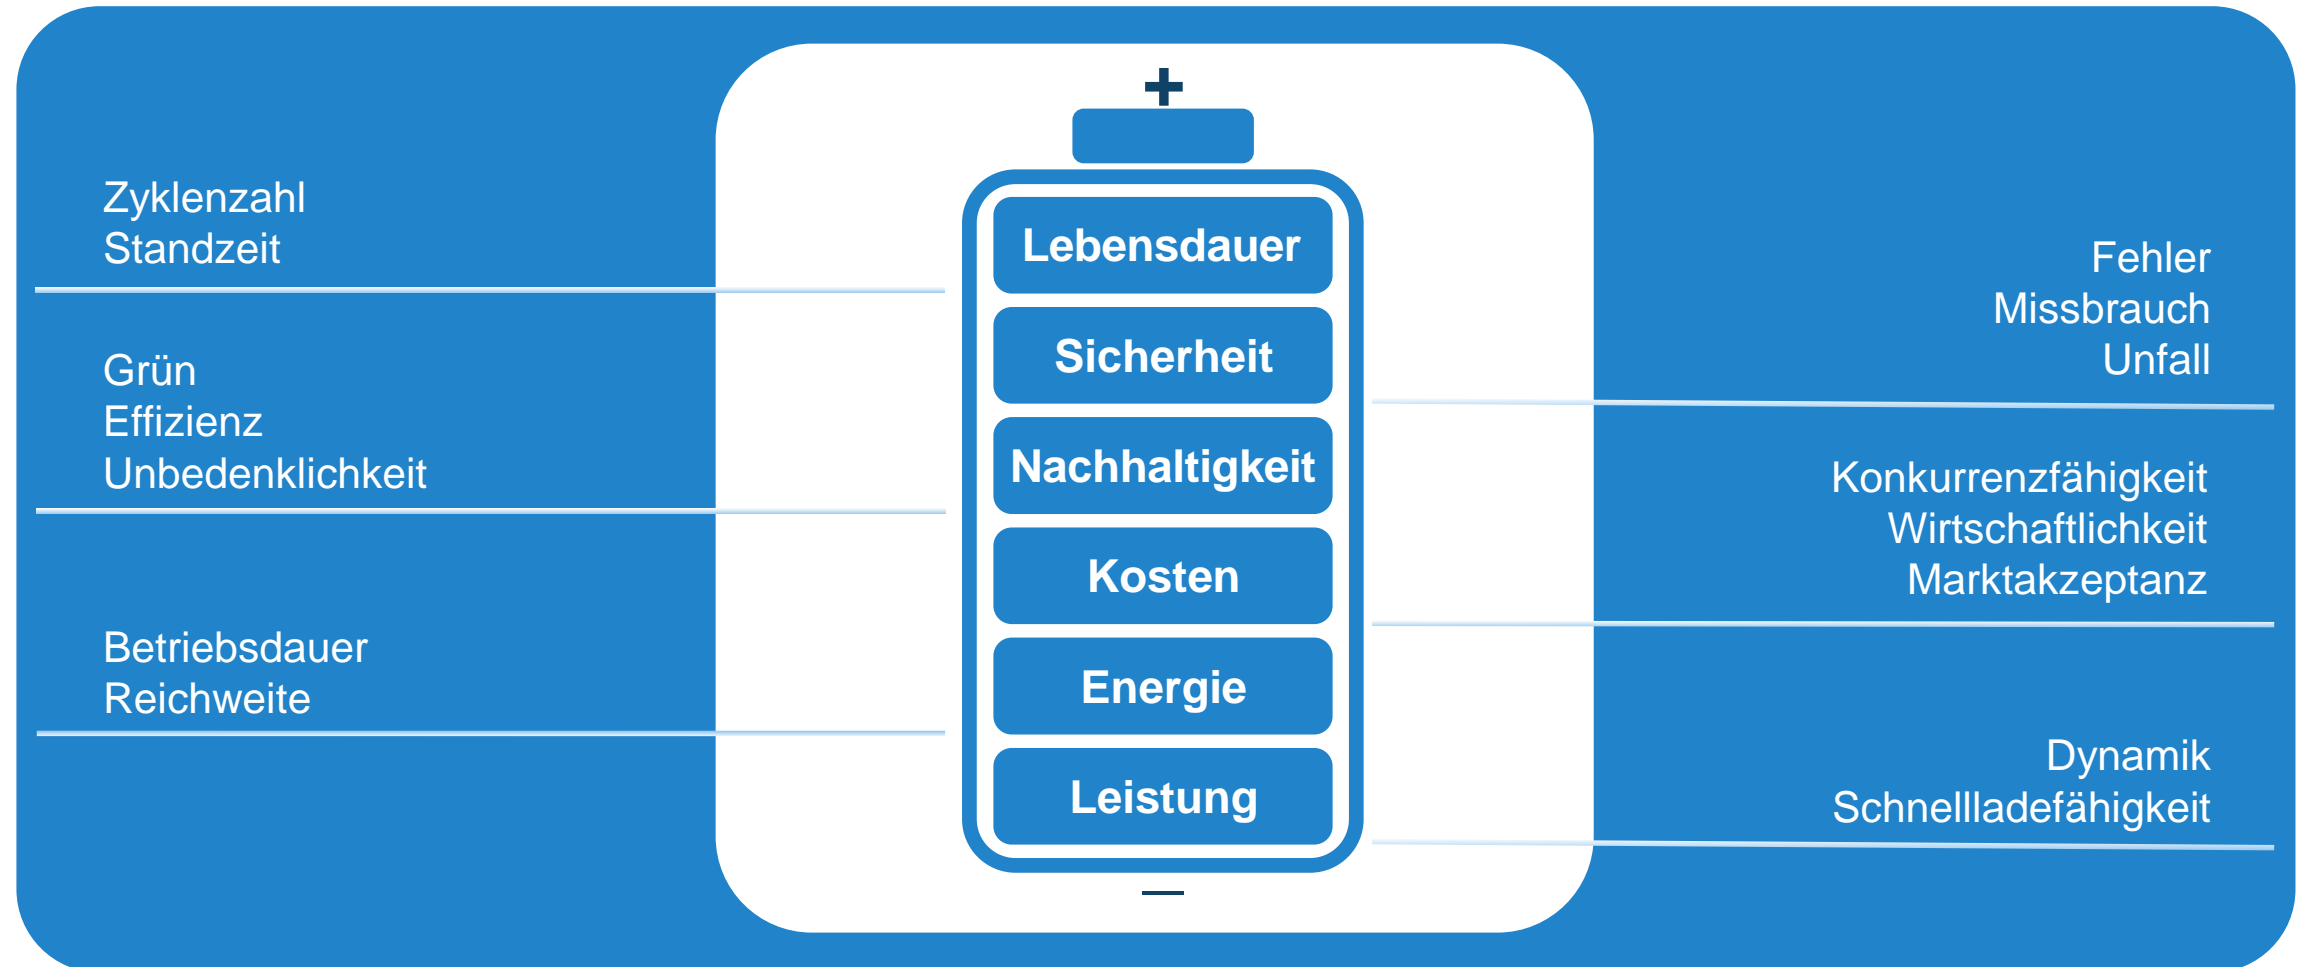 Zyklenzahl
Standzeit
Grün
Effizienz
Unbedenklichkeit
Betriebsdauer
Reichweite
+
Lebensdauer
Sicherheit
Nachhaltigkeit
Kosten
Energie
Leistung
–
Fehler
Missbrauch
Unfall
Konkurrenzfähigkeit
Wirtschaftlichkeit
Marktakzeptanz
Dynamik
Schnellladefähigkeit